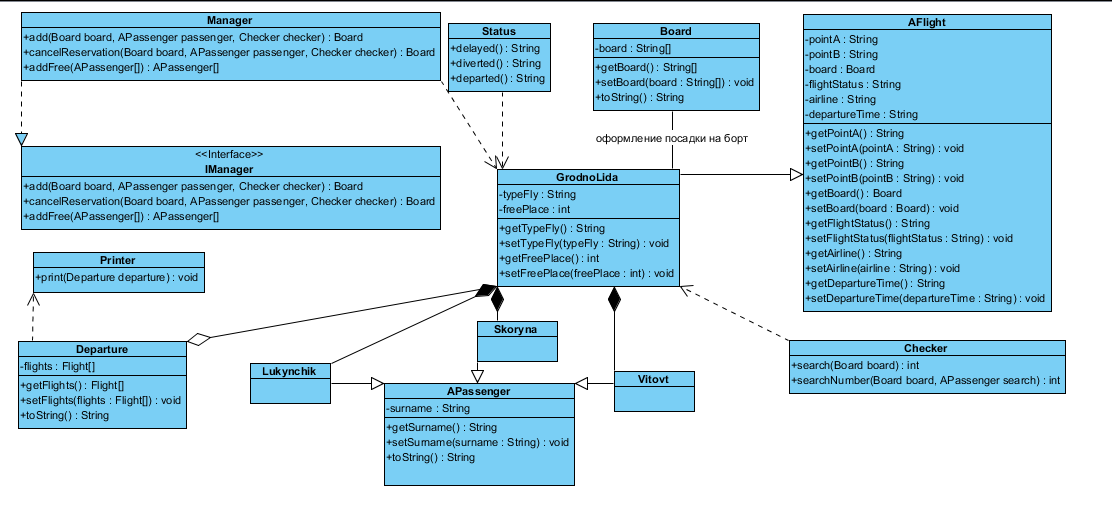 Manager
+add(Board board, APassenger passenger, Checker checker) : Board
+cancelReservation(Board board, APassenger passenger, Checker checker) : Board
+addFree(APassenger[]) : APassenger[]
Status
+delayed() : String
+diverted() : String
+departed() : String
Board
-board : String[]
+getBoard() : String[]
+setBoard(board : String[]) : void
+toString() : String
AFlight
-pointA : String
-pointB : String
-board : Board
-flightStatus : String
-airline : String
-departureTime : String
+getPointA() : String
+setPointA(pointA : String) : void
+getPointB() : String
+setPointB(pointB : String) : void
+getBoard() : Board
+setBoard(board : Board) : void
+getFlightStatus() : String
+setFlightStatus(flightStatus : String) : void
+getAirline() : String
+setAirline(airline : String) : void
+getDepartureTime() : String
+setDepartureTime(departureTime : String) : void
оформление посадки на борт
<<Interface>>
IManager
+add(Board board, APassenger passenger, Checker checker) : Board
+cancelReservation(Board board, APassenger passenger, Checker checker) : Board
+addFree(APassenger[]) : APassenger[]
GrodnoLida
-typeFly : String
-freePlace : int
+getTypeFly() : String
+setTypeFly(typeFly : String) : void
+getFreePlace() : int
+setFreePlace(freePlace : int) : void
Printer
+print(Departure departure) : void
Departure
-flights : Flight[]
+getFlights() : Flight[]
+setFlights(flights : Flight[]) : void
+toString() : String
Skoryna
Lukynchik
Vitovt
Checker
+search(Board board) : int
+searchNumber(Board board, APassenger search) : int
APassenger
-surname : String
+getSurname() : String
+setSurname(surname : String) : void
+toString() : String